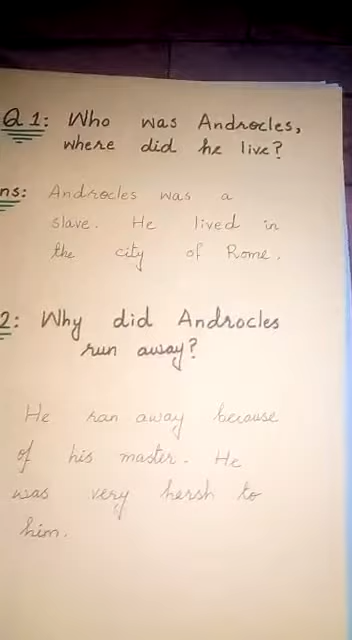 Q 1: Who was Androcles,
where did he live?
ns: Androcles was a
slave. He lived in
the city of Rome.
2: Why did Androcles
run away?
He ran away because
of his master. He
was very hersh to
him.